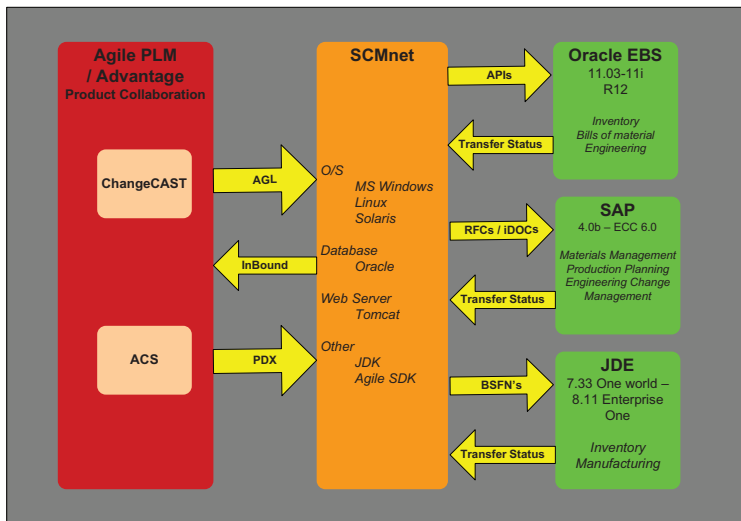 Agile PLM
/ Advantage
Product Collaboration
ChangeCAST
ACS
AGL
InBound
PDX
SCMnet
O/S
MS Windows
Linux
Solaris
Database
Oracle
Web Server
Tomcat
Other
JDK
Agile SDK
APIs
Transfer Status
RFCs / iDOCs
Transfer Status
BSFN's
Transfer Status
Oracle EBS
11.03-11i
R12
Inventory
Bills of material
Engineering
SAP
4.0b – ECC 6.0
Materials Management
Production Planning
Engineering Change
Management
JDE
7.33 One world –
8.11 Enterprise
One
Inventory
Manufacturing